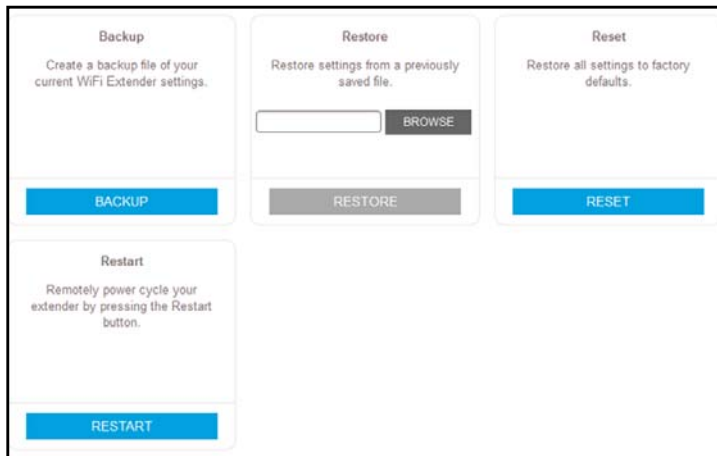 Backup
Create a backup file of your
current WiFi Extender settings.
BACKUP
Restore
Restore settings from a previously
saved file.
BROWSE
RESTORE
Reset
Restore all settings to factory
defaults.
RESET
Restart
Remotely power cycle your
extender by pressing the Restart
button.
RESTART